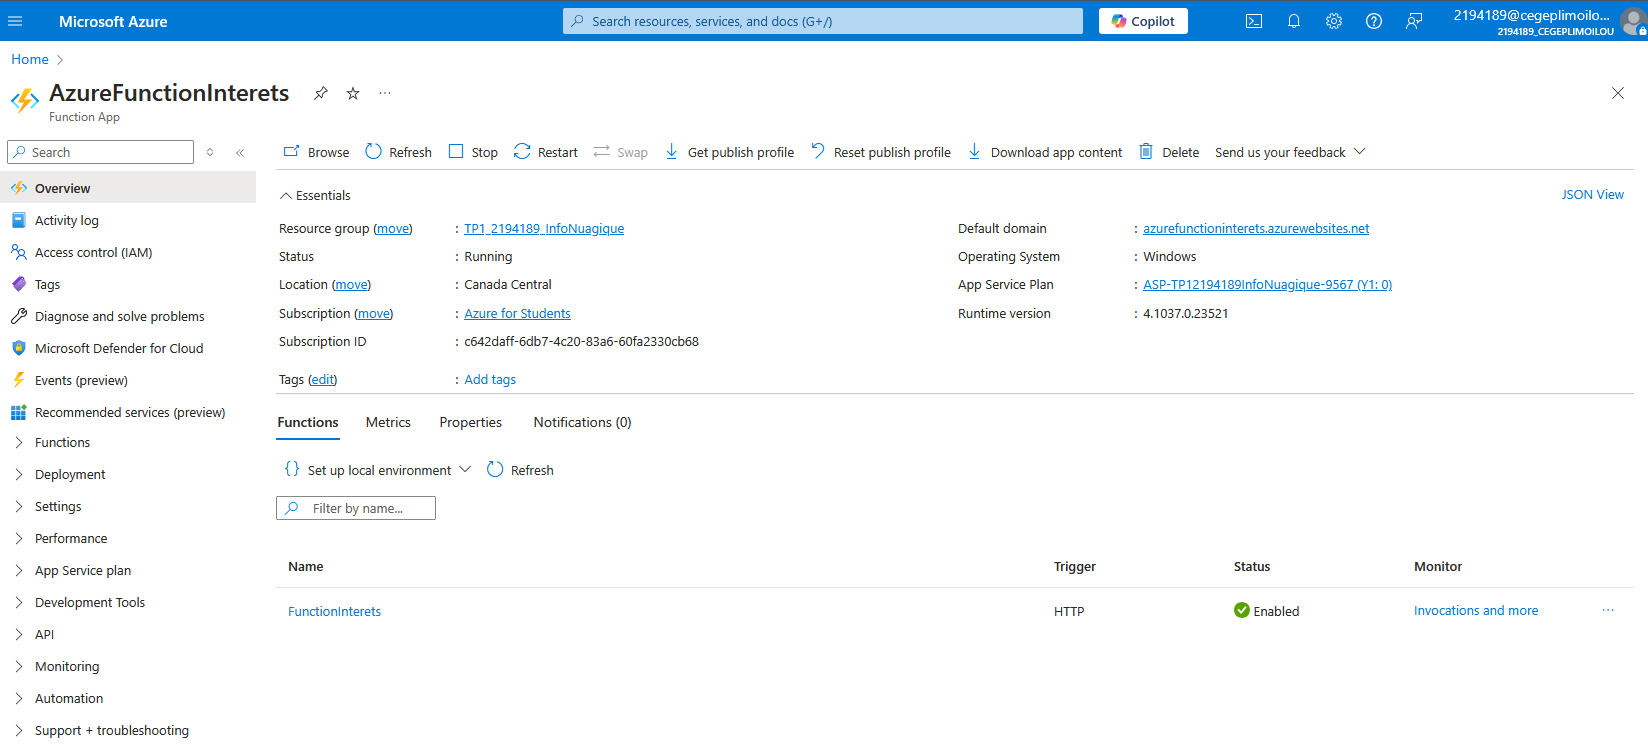 Microsoft Azure
Search resources, services, and docs (G+/)
Copilot
2194189@cegeplimoilou...
2194189_CEGEPLIMOILOU
Home
AzureFunctionInterets
Function App
Search
Browse Refresh Stop Restart Swap Get publish profile Reset publish profile Download app content Delete Send us your feedback
Overview
Activity log
Access control (IAM)
Tags
Diagnose and solve problems
Microsoft Defender for Cloud
Events (preview)
Recommended services (preview)
Functions
Deployment
Settings
Performance
App Service plan
Development Tools
API
Monitoring
Automation
Support + troubleshooting
Essentials
JSON View
Resource group (move) : TP1_2194189_InfoNuagique
Status : Running
Location (move) : Canada Central
Subscription (move) : Azure for Students
Subscription ID : c642daff-6db7-4c20-83a6-60fa2330cb68
Tags (edit) : Add tags
Default domain : azurefunctioninterets.azurewebsites.net
Operating System : Windows
App Service Plan : ASP-TP12194189InfoNuagique-9567 (Y1: 0)
Runtime version : 4.1037.0.23521
Functions Metrics Properties Notifications (0)
Set up local environment Refresh
Filter by name...
Name Trigger Status Monitor
FunctionInterets HTTP Enabled Invocations and more